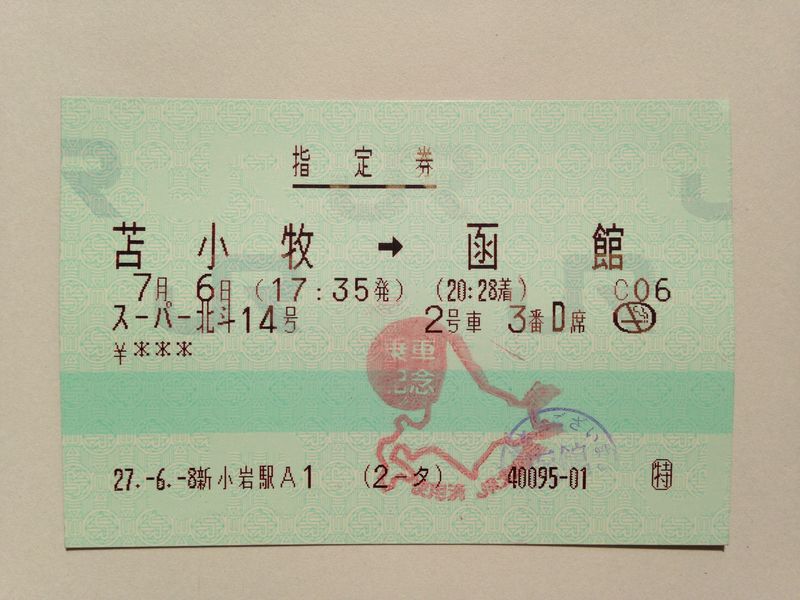 指定券
苫小牧 → 函館
7月 6日 (17:35発) (20:28着) C06
スーパー北斗14号 2号車 3番D席
¥***
乗車
記念
27.-6.-8新小岩駅A1 (2-タ) 40095-01 ㊕